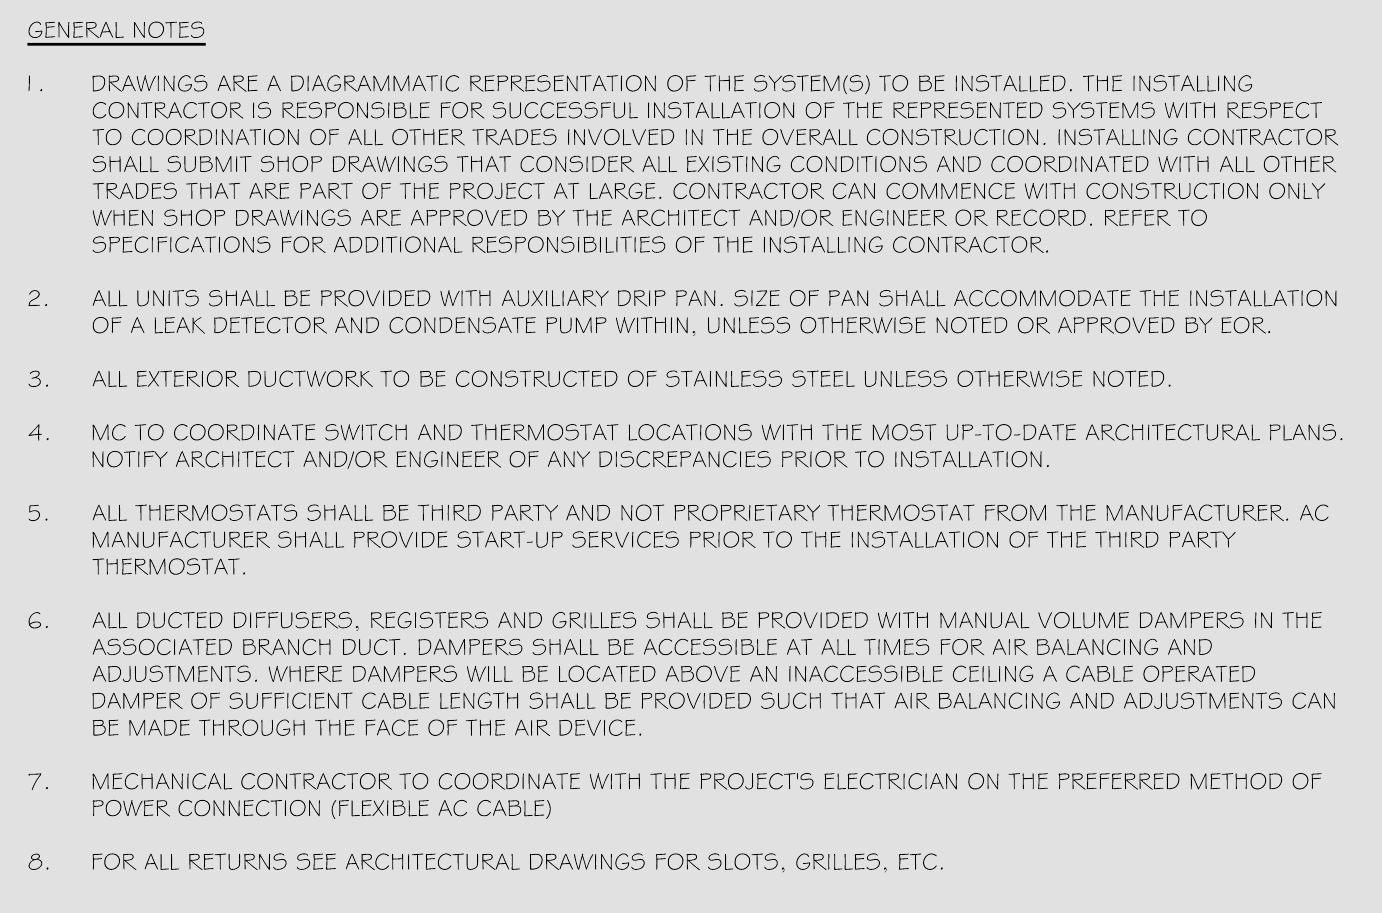 GENERAL NOTES
1. DRAWINGS ARE A DIAGRAMMATIC REPRESENTATION OF THE SYSTEM(S) TO BE INSTALLED. THE INSTALLING
CONTRACTOR IS RESPONSIBLE FOR SUCCESSFUL INSTALLATION OF THE REPRESENTED SYSTEMS WITH RESPECT
TO COORDINATION OF ALL OTHER TRADES INVOLVED IN THE OVERALL CONSTRUCTION. INSTALLING CONTRACTOR
SHALL SUBMIT SHOP DRAWINGS THAT CONSIDER ALL EXISTING CONDITIONS AND COORDINATED WITH ALL OTHER
TRADES THAT ARE PART OF THE PROJECT AT LARGE. CONTRACTOR CAN COMMENCE WITH CONSTRUCTION ONLY
WHEN SHOP DRAWINGS ARE APPROVED BY THE ARCHITECT AND/OR ENGINEER OR RECORD. REFER TO
SPECIFICATIONS FOR ADDITIONAL RESPONSIBILITIES OF THE INSTALLING CONTRACTOR.
2. ALL UNITS SHALL BE PROVIDED WITH AUXILIARY DRIP PAN. SIZE OF PAN SHALL ACCOMMODATE THE INSTALLATION
OF A LEAK DETECTOR AND CONDENSATE PUMP WITHIN, UNLESS OTHERWISE NOTED OR APPROVED BY EOR.
3. ALL EXTERIOR DUCTWORK TO BE CONSTRUCTED OF STAINLESS STEEL UNLESS OTHERWISE NOTED.
4. MC TO COORDINATE SWITCH AND THERMOSTAT LOCATIONS WITH THE MOST UP-TO-DATE ARCHITECTURAL PLANS.
NOTIFY ARCHITECT AND/OR ENGINEER OF ANY DISCREPANCIES PRIOR TO INSTALLATION.
5. ALL THERMOSTATS SHALL BE THIRD PARTY AND NOT PROPRIETARY THERMOSTAT FROM THE MANUFACTURER. AC
MANUFACTURER SHALL PROVIDE START-UP SERVICES PRIOR TO THE INSTALLATION OF THE THIRD PARTY
THERMOSTAT.
6. ALL DUCTED DIFFUSERS, REGISTERS AND GRILLES SHALL BE PROVIDED WITH MANUAL VOLUME DAMPERS IN THE
ASSOCIATED BRANCH DUCT. DAMPERS SHALL BE ACCESSIBLE AT ALL TIMES FOR AIR BALANCING AND
ADJUSTMENTS. WHERE DAMPERS WILL BE LOCATED ABOVE AN INACCESSIBLE CEILING A CABLE OPERATED
DAMPER OF SUFFICIENT CABLE LENGTH SHALL BE PROVIDED SUCH THAT AIR BALANCING AND ADJUSTMENTS CAN
BE MADE THROUGH THE FACE OF THE AIR DEVICE.
7. MECHANICAL CONTRACTOR TO COORDINATE WITH THE PROJECT'S ELECTRICIAN ON THE PREFERRED METHOD OF
POWER CONNECTION (FLEXIBLE AC CABLE)
8. FOR ALL RETURNS SEE ARCHITECTURAL DRAWINGS FOR SLOTS, GRILLES, ETC.